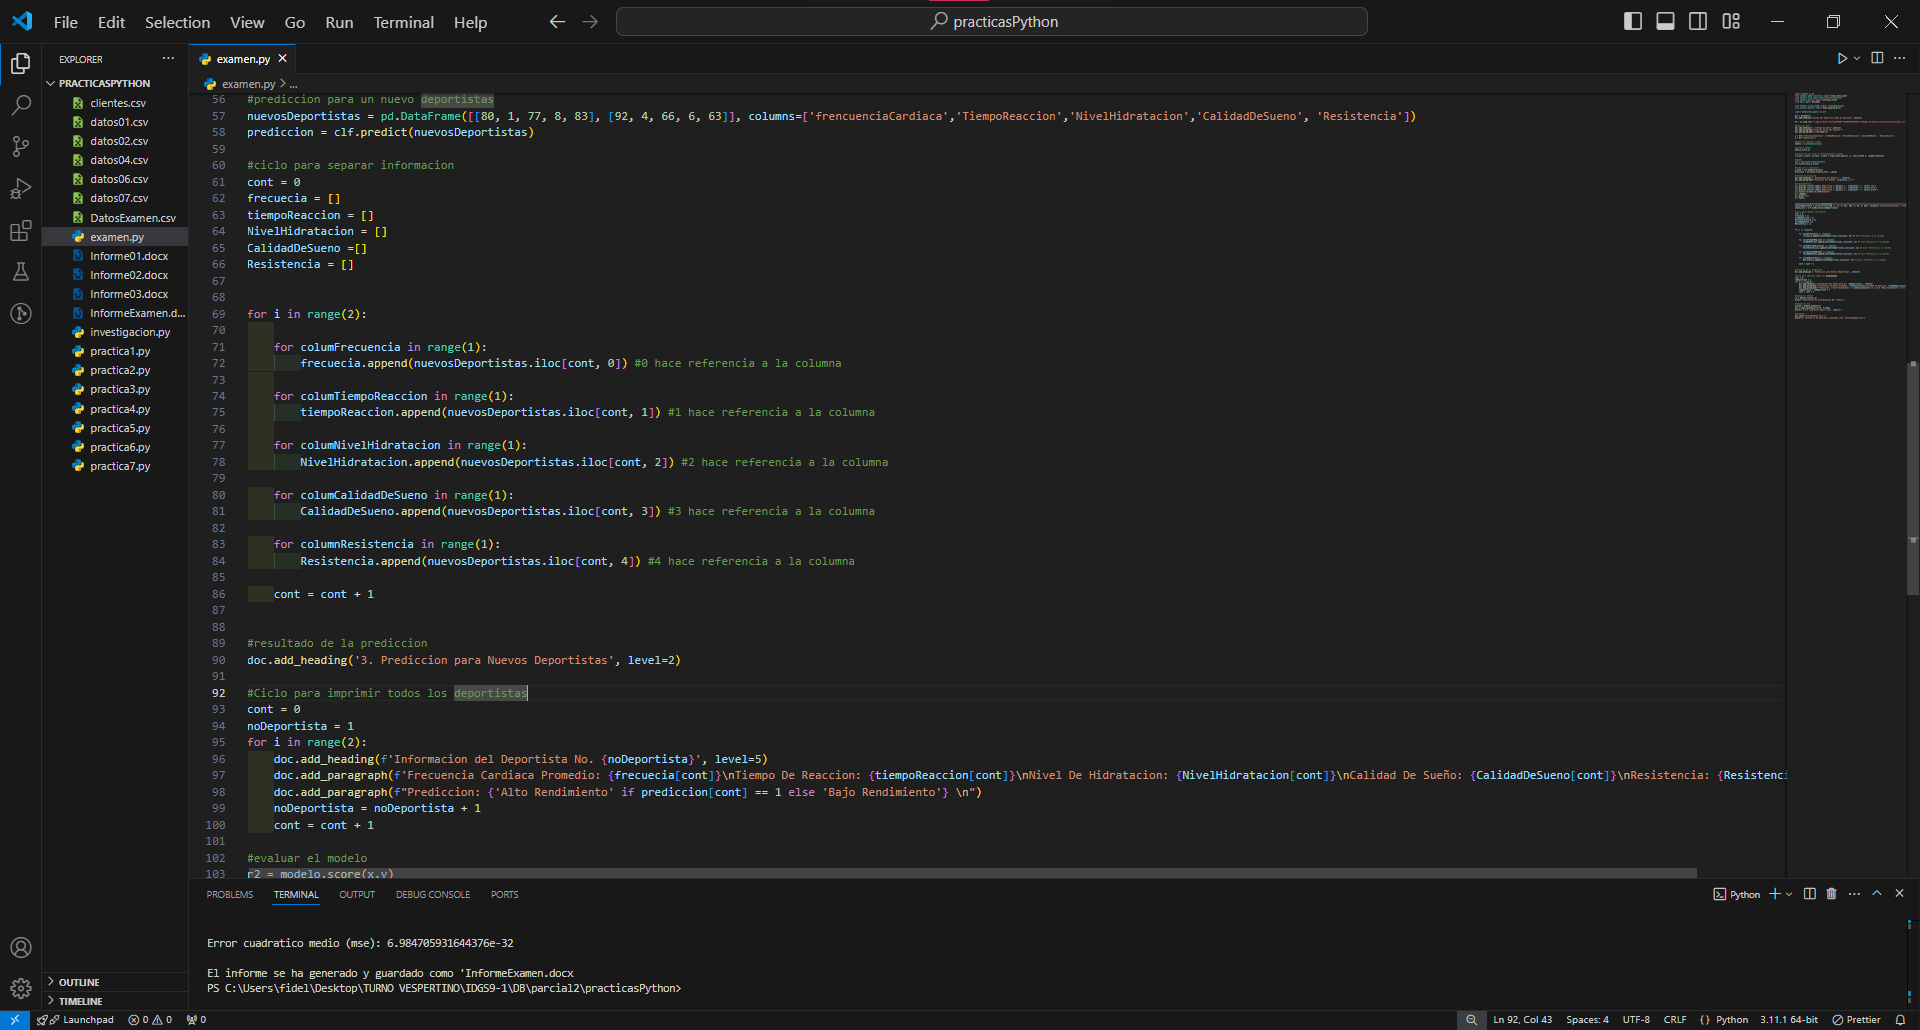 File Edit Selection View Go Run Terminal Help
practicasPython
EXPLORER
PRACTICASPYTHON
clientes.csv
datos01.csv
datos02.csv
datos04.csv
datos06.csv
datos07.csv
DatosExamen.csv
examen.py
Informe01.docx
Informe02.docx
Informe03.docx
InformeExamen.d...
investigacion.py
practica1.py
practica2.py
practica3.py
practica4.py
practica5.py
practica6.py
practica7.py
OUTLINE
TIMELINE
examen.py
examen.py > ...
56 #prediccion para un nuevo deportistas
57 nuevosDeportistas = pd.DataFrame([[80, 1, 77, 8, 83], [92, 4, 66, 6, 63]], columns=['frencuenciaCardiaca','TiempoReaccion','NivelHidratacion','CalidadDeSueno', 'Resistencia'])
58 prediccion = clf.predict(nuevosDeportistas)
59
60 #ciclo para separar informacion
61 cont = 0
62 frecuecia = []
63 tiempoReaccion = []
64 NivelHidratacion = []
65 CalidadDeSueno =[]
66 Resistencia = []
67
68
69 for i in range(2):
70
71 for columFrecuencia in range(1):
72 frecuecia.append(nuevosDeportistas.iloc[cont, 0]) #0 hace referencia a la columna
73
74 for columTiempoReaccion in range(1):
75 tiempoReaccion.append(nuevosDeportistas.iloc[cont, 1]) #1 hace referencia a la columna
76
77 for columNivelHidratacion in range(1):
78 NivelHidratacion.append(nuevosDeportistas.iloc[cont, 2]) #2 hace referencia a la columna
79
80 for columCalidadDeSueno in range(1):
81 CalidadDeSueno.append(nuevosDeportistas.iloc[cont, 3]) #3 hace referencia a la columna
82
83 for columnResistencia in range(1):
84 Resistencia.append(nuevosDeportistas.iloc[cont, 4]) #4 hace referencia a la columna
85
86 cont = cont + 1
87
88
89 #resultado de la prediccion
90 doc.add_heading('3. Prediccion para Nuevos Deportistas', level=2)
91
92 #Ciclo para imprimir todos los deportistas
93 cont = 0
94 noDeportista = 1
95 for i in range(2):
96 doc.add_heading(f'Informacion del Deportista No. {noDeportista}', level=5)
97 doc.add_paragraph(f'Frecuencia Cardiaca Promedio: {frecuecia[cont]}\nTiempo De Reaccion: {tiempoReaccion[cont]}\nNivel De Hidratacion: {NivelHidratacion[cont]}\nCalidad De Sueño: {CalidadDeSueno[cont]}\nResistencia: {Resistenci
98 doc.add_paragraph(f"Prediccion: {'Alto Rendimiento' if prediccion[cont] == 1 else 'Bajo Rendimiento'} \n")
99 noDeportista = noDeportista + 1
100 cont = cont + 1
101
102 #evaluar el modelo
103 r2 = modelo.score(x,y)
PROBLEMS TERMINAL OUTPUT DEBUG CONSOLE PORTS
Python
Error cuadratico medio (mse): 6.984705931644376e-32
El informe se ha generado y guardado como 'InformeExamen.docx
PS C:\Users\fidel\Desktop\TURNO VESPERTINO\IDGS9-1\DB\parcial2\practicasPython>
Launchpad 0 0 0
Ln 92, Col 43 Spaces: 4 UTF-8 CRLF {} Python 3.11.1 64-bit Prettier